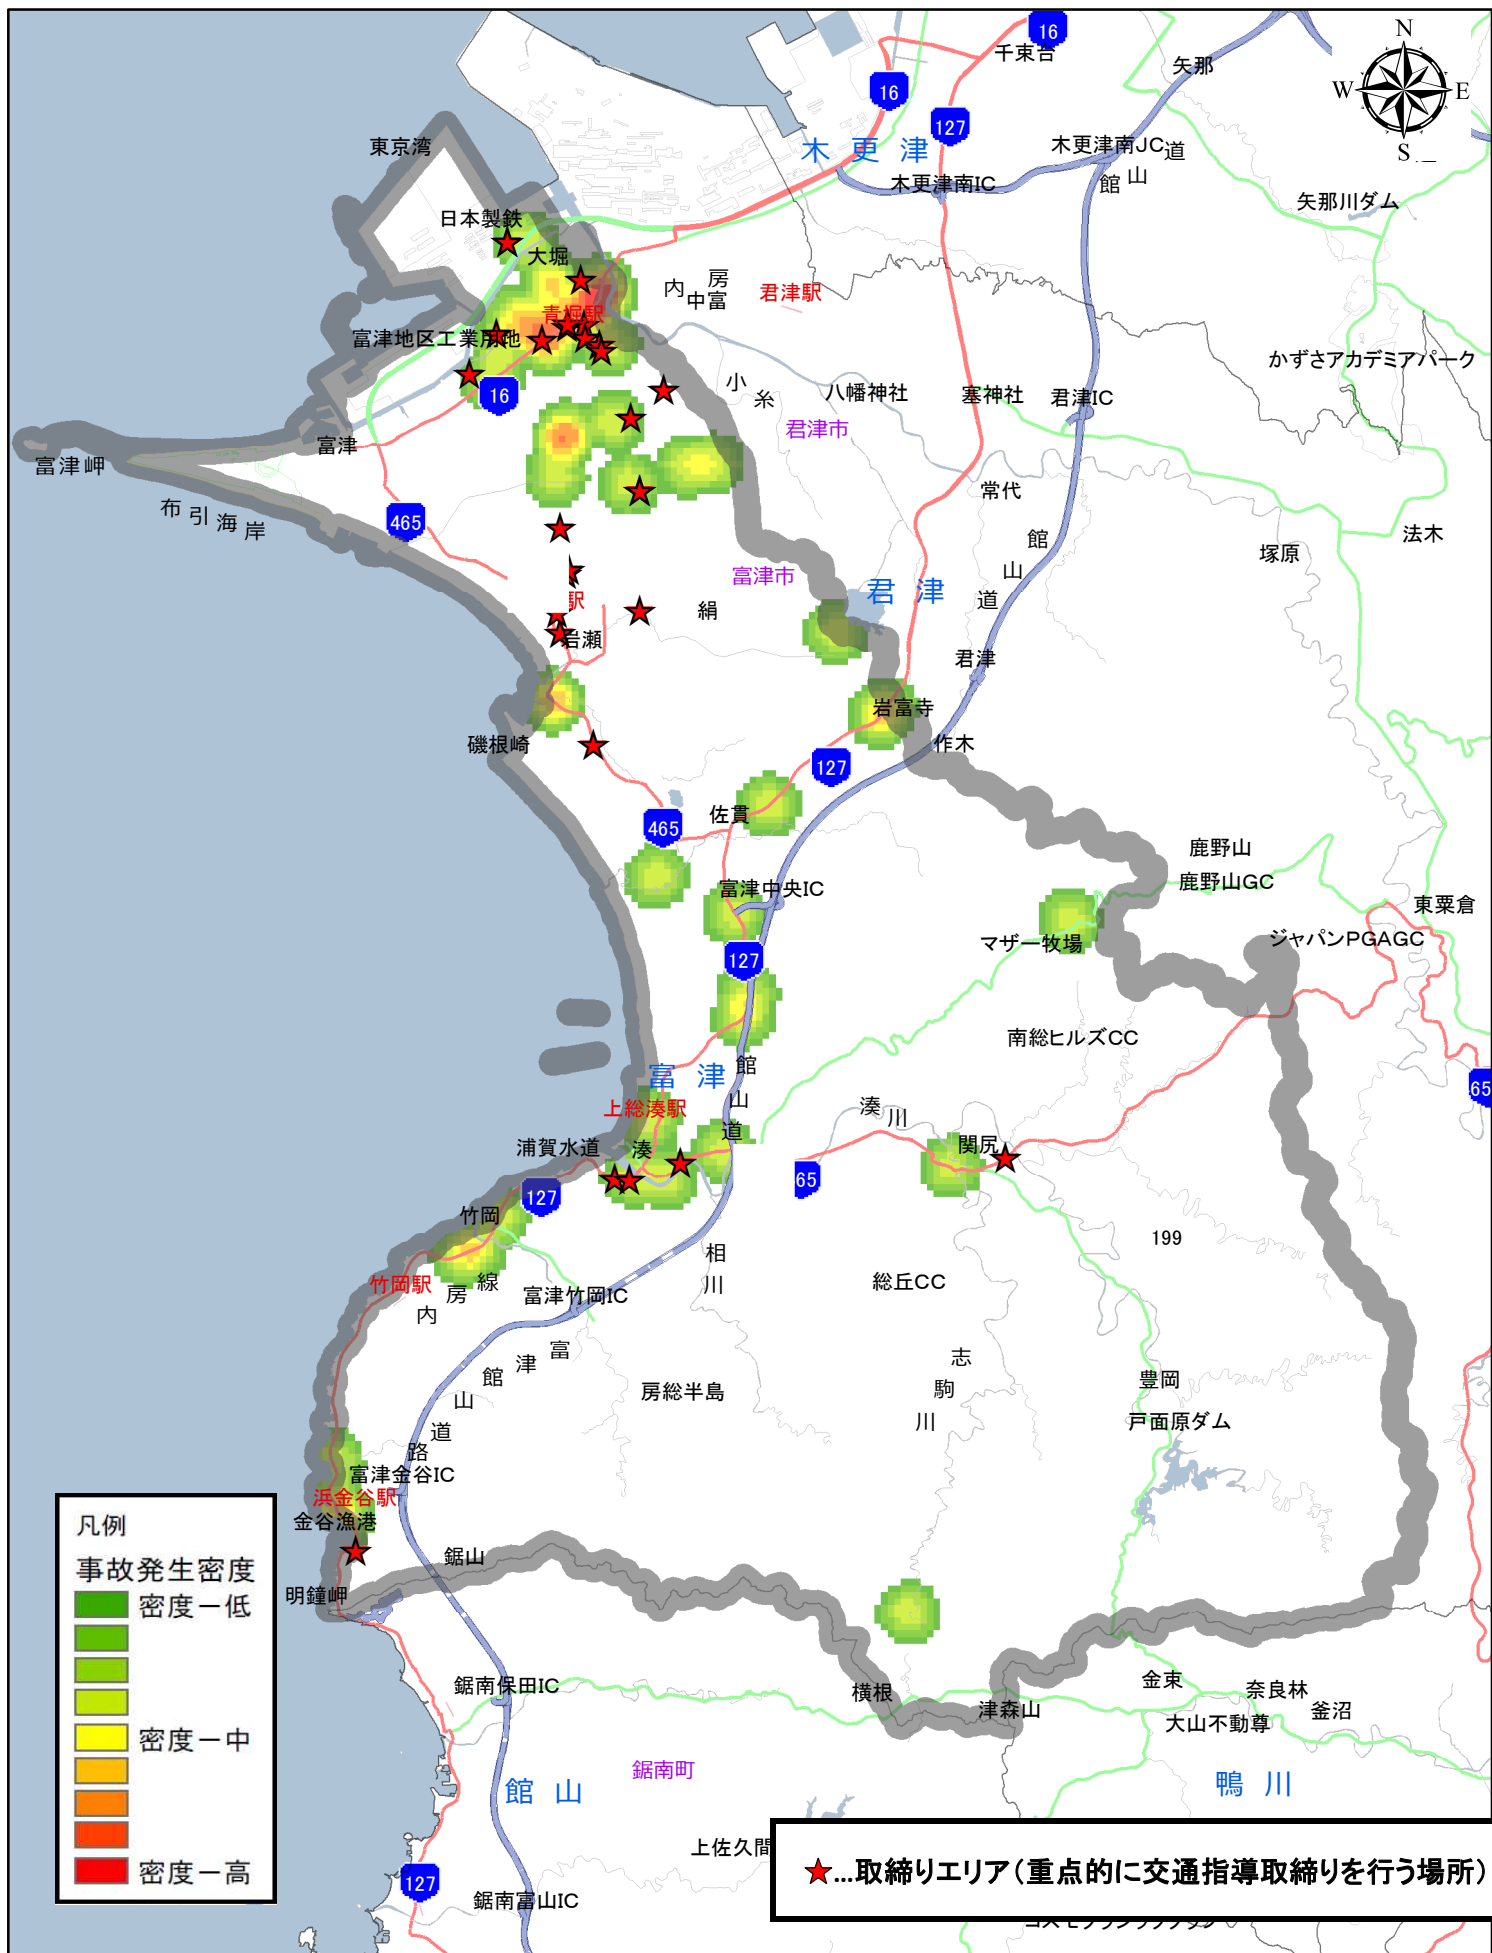 N
W
E
S
16
千束台
矢那
16
127
東京湾
木更津
木更津南JC
館山道
木更津南IC
矢那川ダム
日本製鉄
大堀
内房
中富
君津駅
青堀駅
富津地区工業用地
かずさアカデミアパーク
16
小糸
八幡神社
塞神社
君津IC
君津市
富津
富津岬
布引海岸
465
常代
法木
塚原
館山道
富津市
君津
駅
絹
岩瀬
君津
岩富寺
磯根崎
作木
127
465
佐貫
鹿野山
鹿野山GC
富津中央IC
東粟倉
マザー牧場
ジャパンPGAGC
127
南総ヒルズCC
館山道
富津
65
上総湊駅
湊川
浦賀水道
湊
関尻
65
127
竹岡
199
相川
竹岡駅
内房線
富津竹岡IC
総丘CC
富津館山道路
志駒川
房総半島
豊岡
戸面原ダム
富津金谷IC
浜金谷駅
金谷漁港
鋸山
明鐘岬
凡例
事故発生密度
密度－低
密度－中
密度－高
鋸南保田IC
横根
津森山
金束
奈良林
大山不動尊
釜沼
鋸南町
館山
鴨川
上佐久間
★...取締りエリア（重点的に交通指導取締りを行う場所）
127
鋸南富山IC